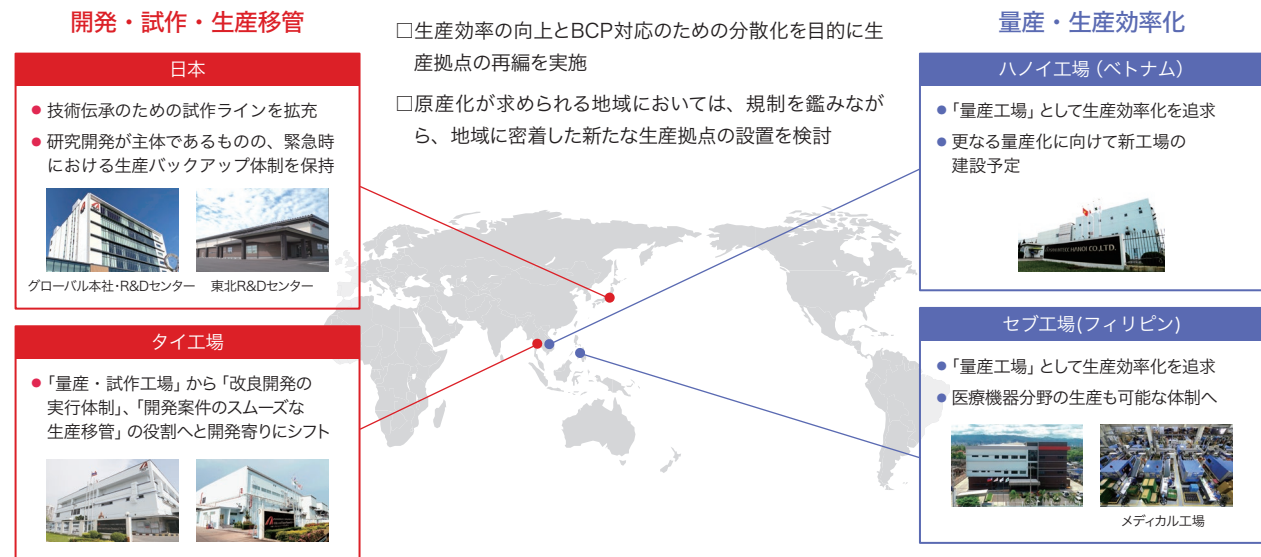 開発・試作・生産移管
日本
● 技術伝承のための試作ラインを拡充
● 研究開発が主体であるものの、緊急時
における生産バックアップ体制を保持
グローバル本社・R&Dセンター
東北R&Dセンター
タイ工場
● 「量産・試作工場」から「改良開発の
実行体制」、「開発案件のスムーズな
生産移管」の役割へと開発寄りにシフト
□生産効率の向上とBCP対応のための分散化を目的に生
産拠点の再編を実施
□原産化が求められる地域においては、規制を鑑みなが
ら、地域に密着した新たな生産拠点の設置を検討
量産・生産効率化
ハノイ工場（ベトナム）
● 「量産工場」として生産効率化を追求
● 更なる量産化に向けて新工場の
建設予定
HANOI CO.,LTD.
セブ工場(フィリピン)
● 「量産工場」として生産効率化を追求
● 医療機器分野の生産も可能な体制へ
メディカル工場